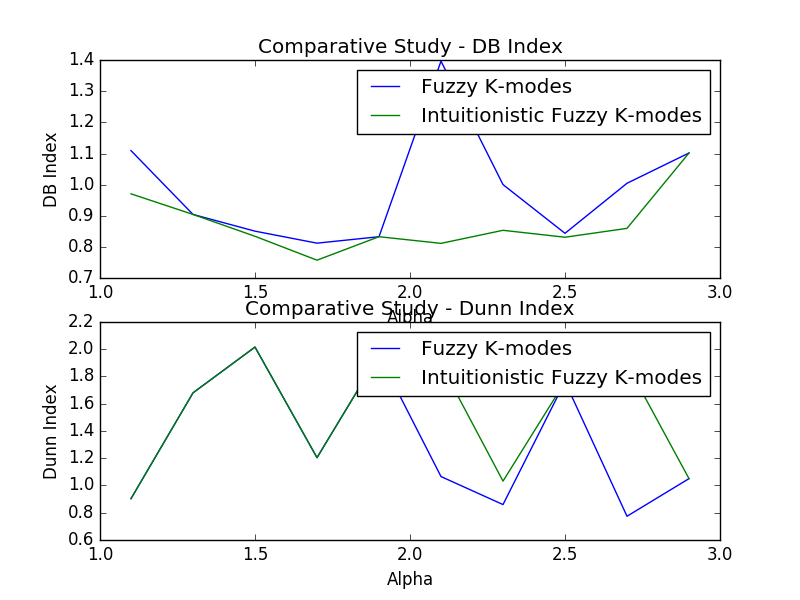 Comparative Study - DB Index
1.4
1.3
1.2
1.1
1.0
0.9
0.8
0.7
DB Index
Fuzzy K-modes
Intuitionistic Fuzzy K-modes
1.0 1.5 2.0 2.5 3.0
Alpha
Comparative Study - Dunn Index
2.2
2.0
1.8
1.6
1.4
1.2
1.0
0.8
0.6
Dunn Index
Fuzzy K-modes
Intuitionistic Fuzzy K-modes
1.0 1.5 2.0 2.5 3.0
Alpha